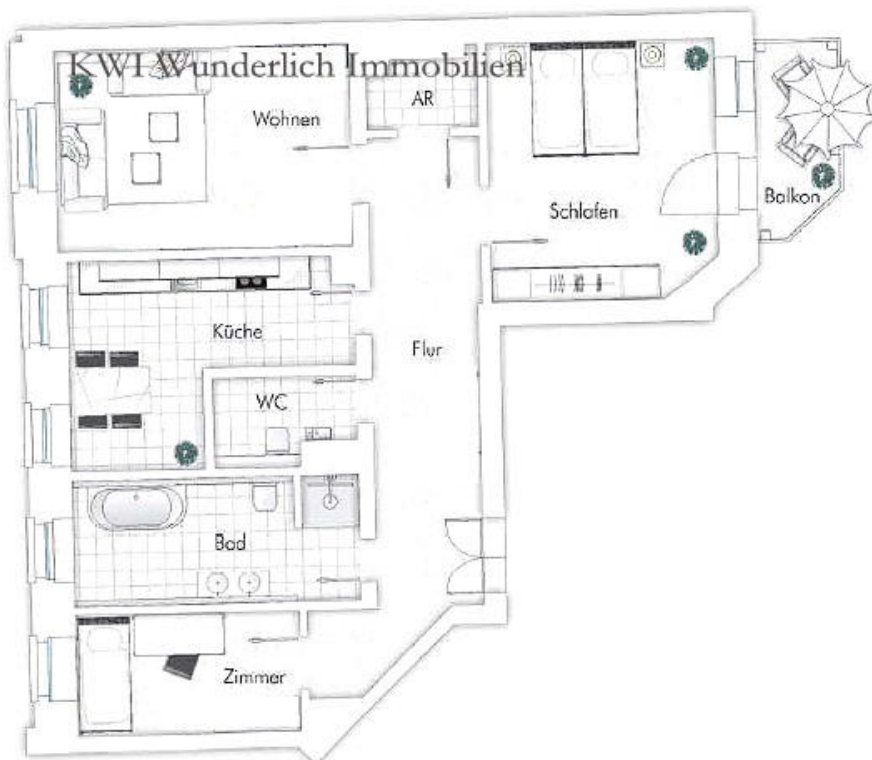 KWI Wunderlich Immobilien
AR
Wohnen
Schlafen
Balkon
Küche
Flur
WC
Bad
Zimmer